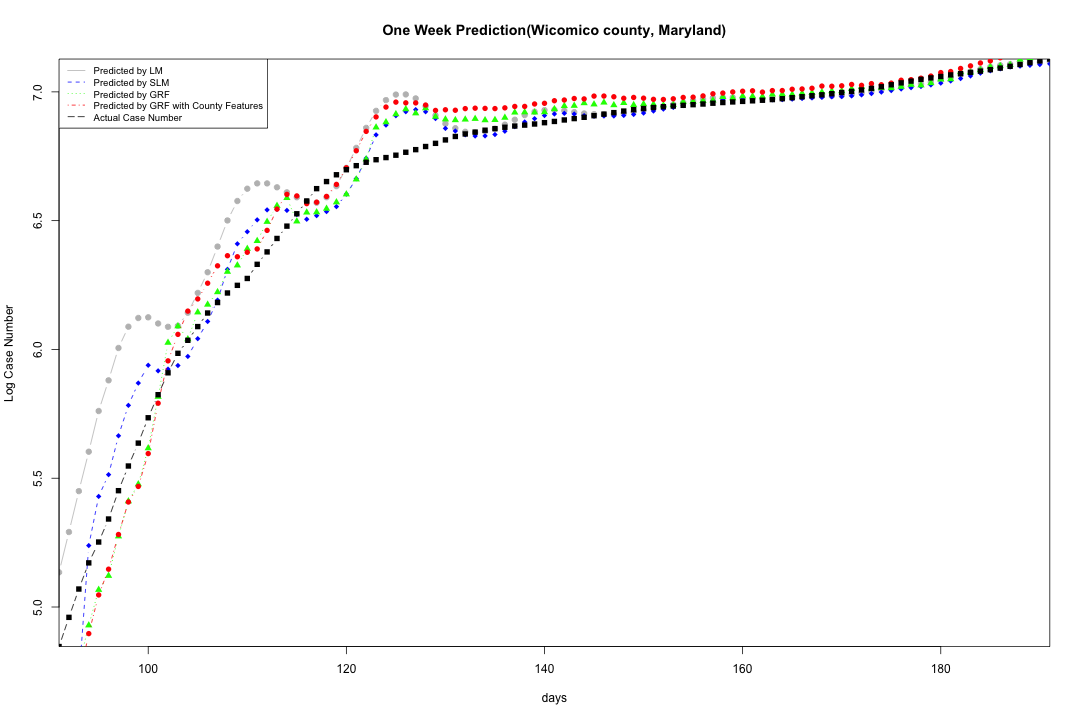 One Week Prediction(Wicomico county, Maryland)
Predicted by LM
Predicted by SLM
Predicted by GRF
Predicted by GRF with County Features
Actual Case Number
7.0
6.5
6.0
5.5
5.0
Log Case Number
100 120 140 160 180
days